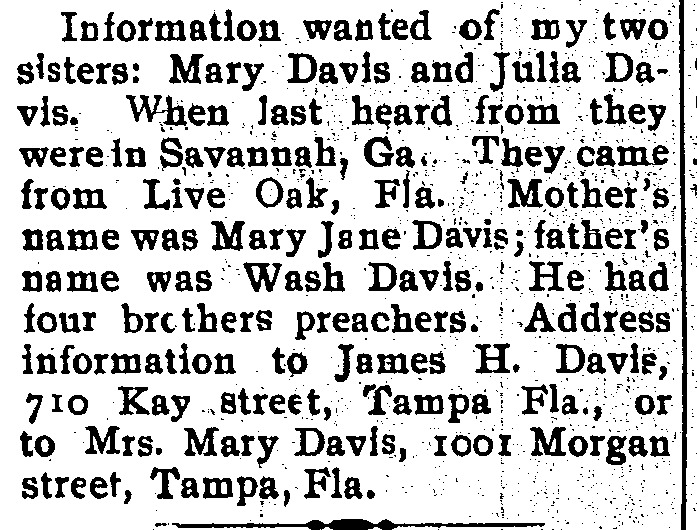 Information wanted of my two
sisters: Mary Davis and Julia Da-
vis. When last heard from they
were in Savannah, Ga. They came
from Live Oak, Fla. Mother's
name was Mary Jane Davis; father's
name was Wash Davis. He had
four brothers preachers. Address
information to James H. Davis,
710 Kay street, Tampa Fla., or
to Mrs. Mary Davis, 1001 Morgan
street, Tampa, Fla.